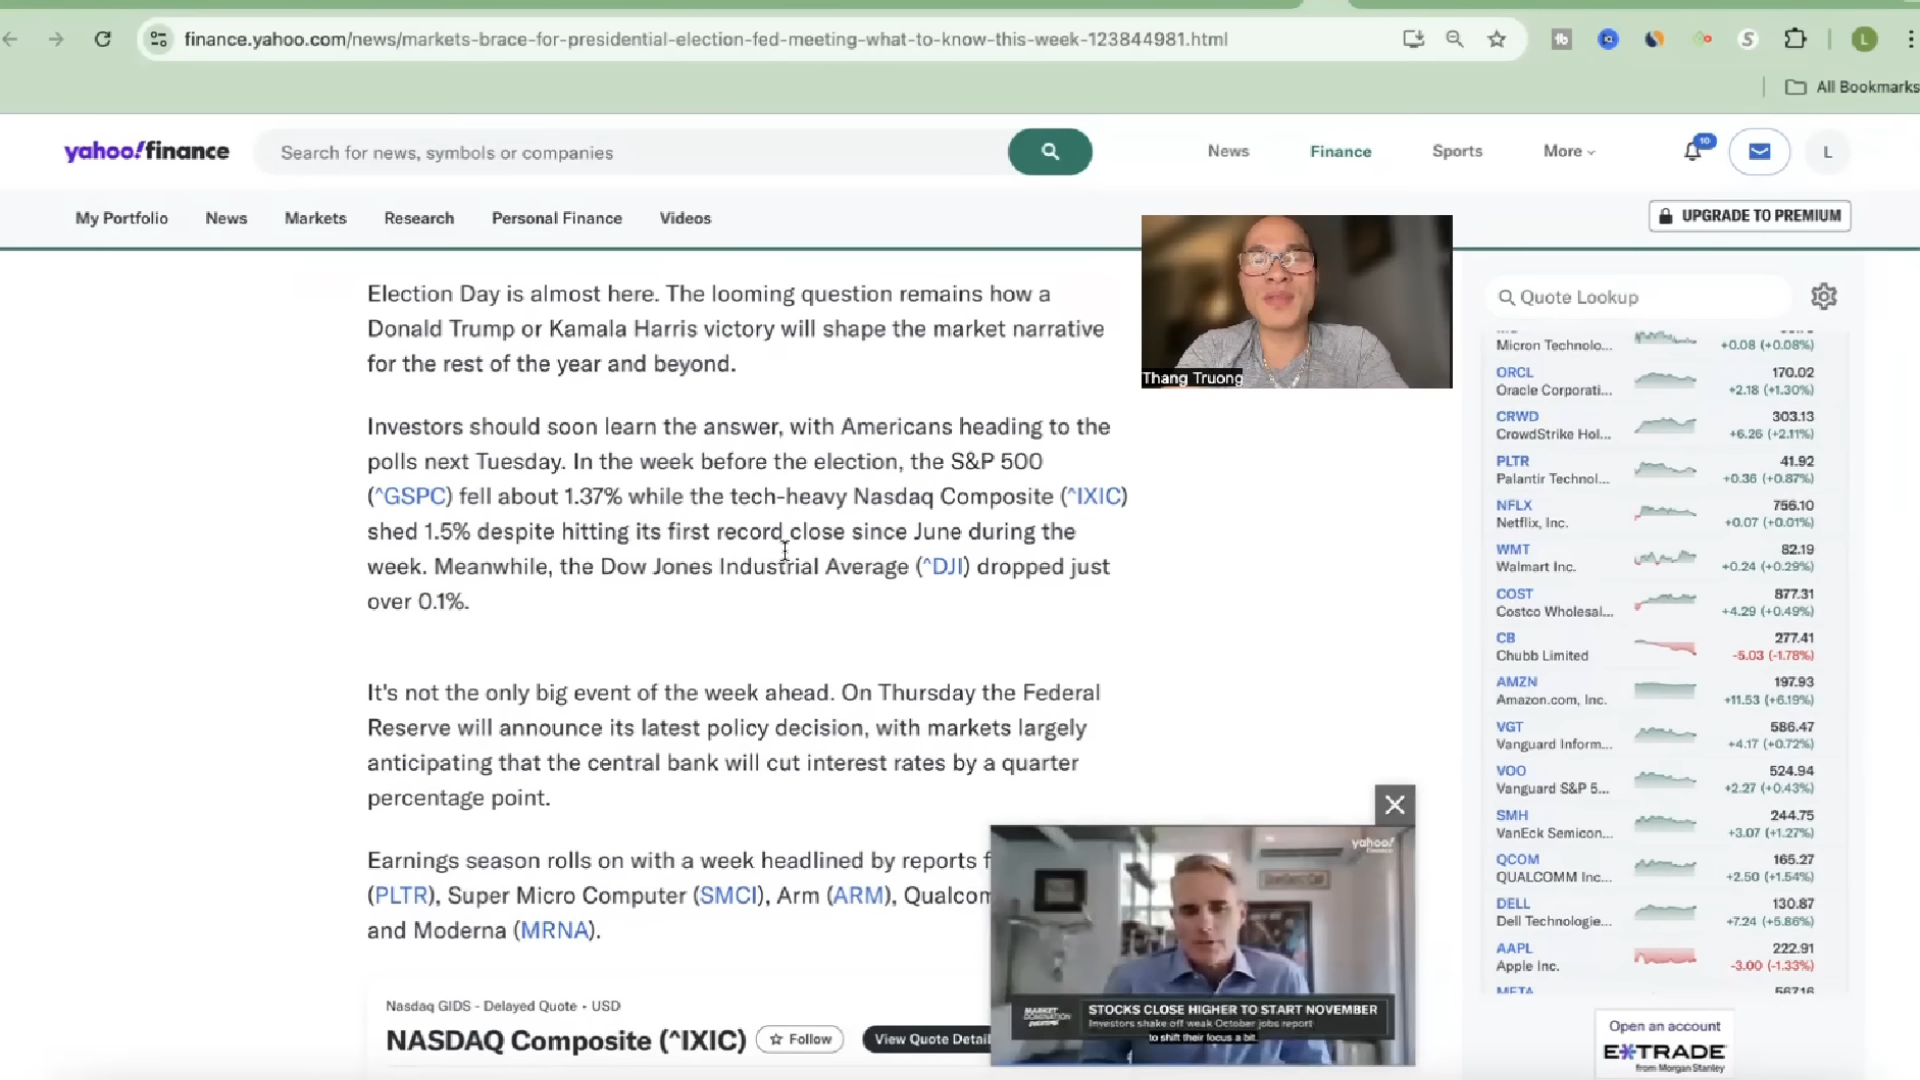 finance.yahoo.com/news/markets-brace-for-presidential-election-fed-meeting-what-to-know-this-week-123844981.html
tb
S
L
All Bookmarks
yahoo!finance
Search for news, symbols or companies
News
Finance
Sports
More
10
L
My Portfolio
News
Markets
Research
Personal Finance
Videos
UPGRADE TO PREMIUM
Election Day is almost here. The looming question remains how a
Donald Trump or Kamala Harris victory will shape the market narrative
for the rest of the year and beyond.
Investors should soon learn the answer, with Americans heading to the
polls next Tuesday. In the week before the election, the S&P 500
(^GSPC) fell about 1.37% while the tech-heavy Nasdaq Composite (^IXIC)
shed 1.5% despite hitting its first record close since June during the
week. Meanwhile, the Dow Jones Industrial Average (^DJI) dropped just
over 0.1%.
It's not the only big event of the week ahead. On Thursday the Federal
Reserve will announce its latest policy decision, with markets largely
anticipating that the central bank will cut interest rates by a quarter
percentage point.
Earnings season rolls on with a week headlined by reports f
(PLTR), Super Micro Computer (SMCI), Arm (ARM), Qualcom
and Moderna (MRNA).
Nasdaq GIDS - Delayed Quote • USD
NASDAQ Composite (^IXIC)
Follow
View Quote Detail
Thang Truong
yahoo!
finance
STOCKS CLOSE HIGHER TO START NOVEMBER
Investors shake off weak October jobs report
to shift their focus a bit.
MARKET
DOMINATION
Quote Lookup
Micron Technolo... +0.08 (+0.08%)
ORCL 170.02
Oracle Corporati... +2.18 (+1.30%)
CRWD 303.13
CrowdStrike Hol... +6.26 (+2.11%)
PLTR 41.92
Palantir Technol... +0.36 (+0.87%)
NFLX 756.10
Netflix, Inc. +0.07 (+0.01%)
WMT 82.19
Walmart Inc. +0.24 (+0.29%)
COST 877.31
Costco Wholesal... +4.29 (+0.49%)
CB 277.41
Chubb Limited -5.03 (-1.78%)
AMZN 197.93
Amazon.com, Inc. +11.53 (+6.19%)
VGT 586.47
Vanguard Inform... +4.17 (+0.72%)
VOO 524.94
Vanguard S&P 5... +2.27 (+0.43%)
SMH 244.75
VanEck Semicon... +3.07 (+1.27%)
QCOM 165.27
QUALCOMM Inc... +2.50 (+1.54%)
DELL 130.87
Dell Technologie... +7.24 (+5.86%)
AAPL 222.91
Apple Inc. -3.00 (-1.33%)
META 567.16
Open an account
E*TRADE
from Morgan Stanley